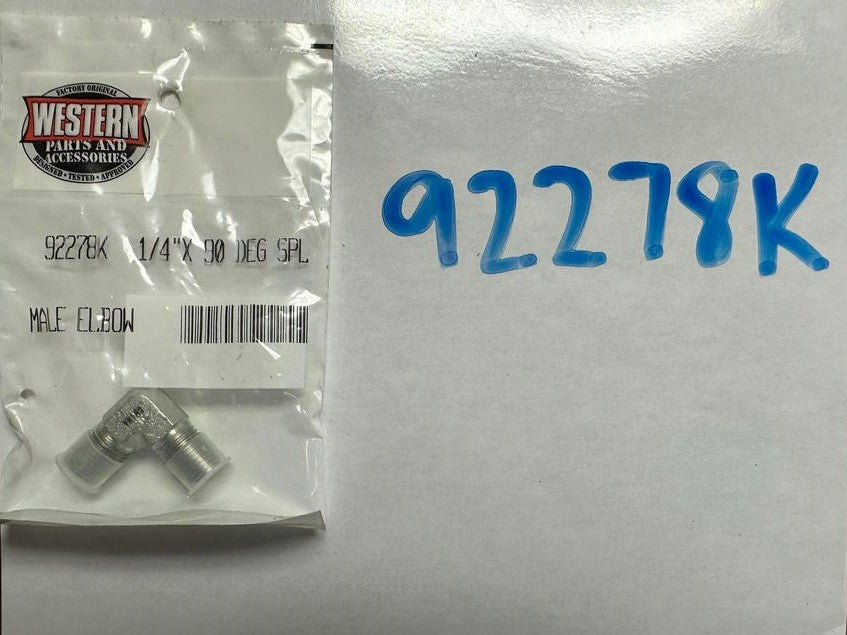 FACTORY ORIGINAL
WESTERN
PARTS AND
ACCESSORIES
DESIGNED • TESTED • APPROVED
92278K 1/4"X 90 DEG SPL
MALE ELBOW
92278K